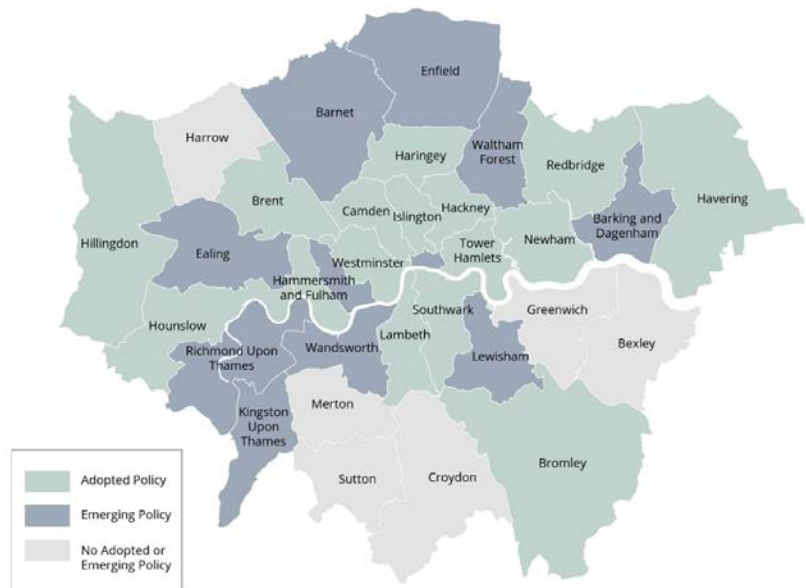 Enfield
Barnet
Harrow
Waltham
Forest
Haringey
Redbridge
Havering
Brent
Camden
Islington
Hackney
Barking and
Dagenham
Hillingdon
Ealing
Westminster
Tower
Hamlets
Newham
Hammersmith
and Fulham
Hounslow
Southwark
Greenwich
Bexley
Richmond Upon
Thames
Wandsworth
Lambeth
Lewisham
Merton
Kingston
Upon
Thames
Sutton
Croydon
Bromley
Adopted Policy
Emerging Policy
No Adopted or
Emerging Policy